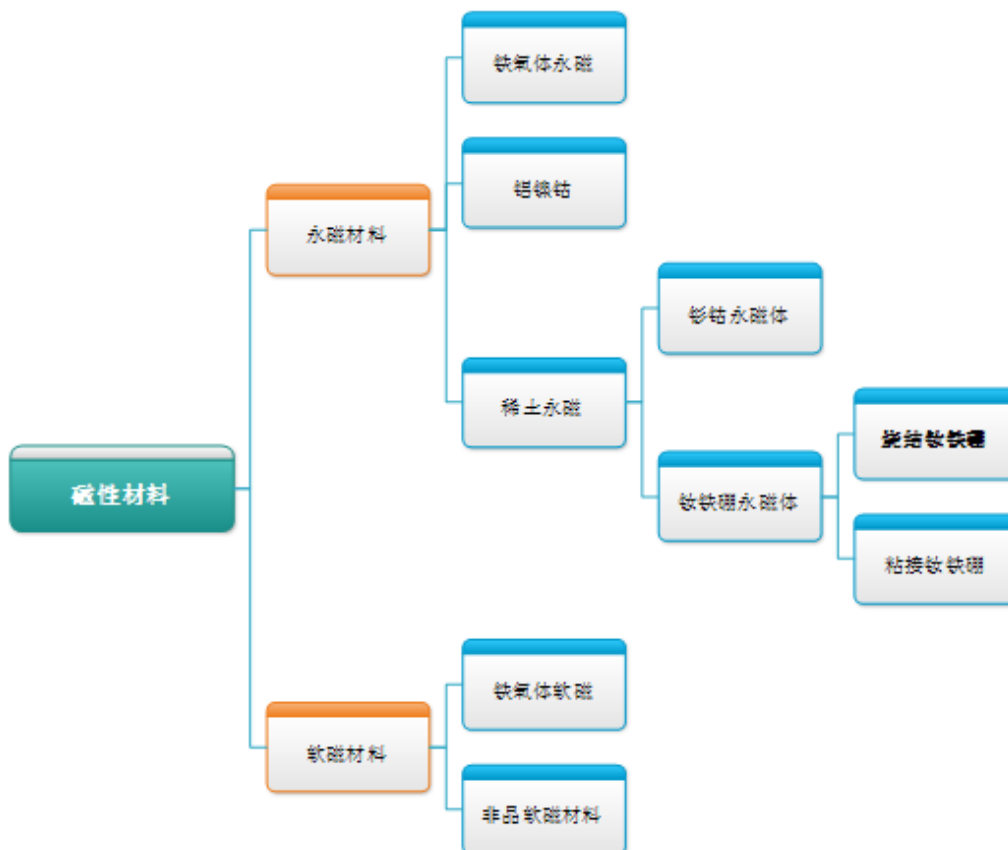 铁氧体永磁
铝镍钴
永磁材料
钐钴永磁体
稀土永磁
烧结钕铁硼
磁性材料
钕铁硼永磁体
粘接钕铁硼
铁氧体软磁
软磁材料
非晶软磁材料